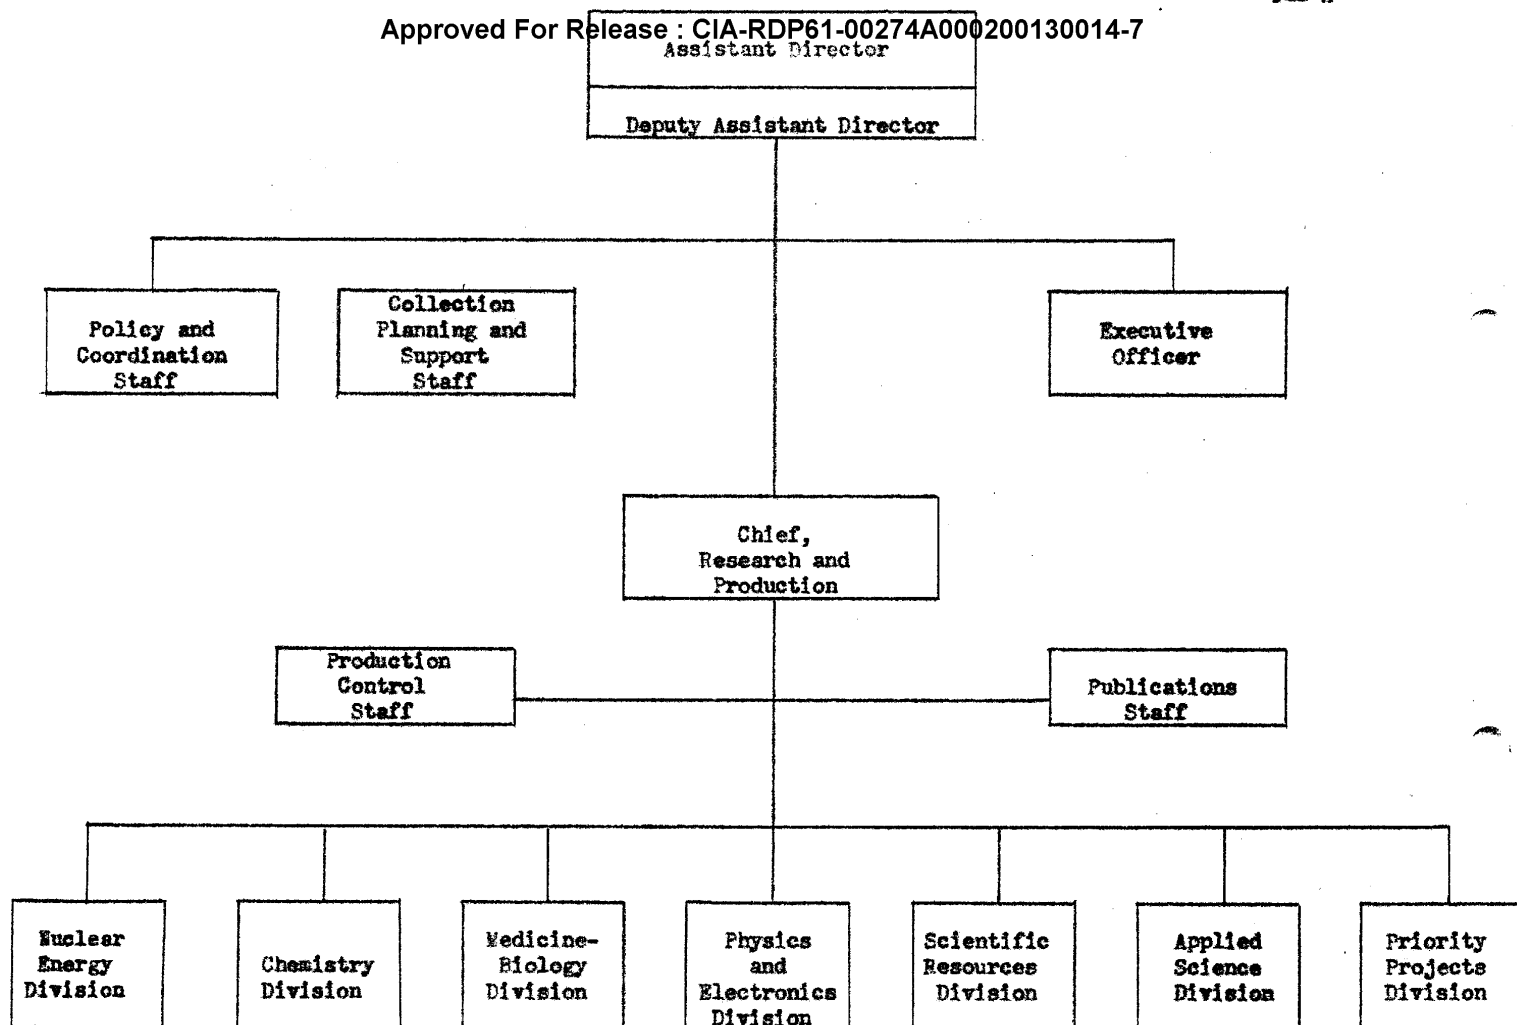 Approved For Release : CIA-RDP61-00274A000200130014-7
Assistant Director
Deputy Assistant Director
Policy and
Coordination
Staff
Collection
Planning and
Support
Staff
Executive
Officer
Chief,
Research and
Production
Production
Control
Staff
Publications
Staff
Nuclear
Energy
Division
Chemistry
Division
Medicine-
Biology
Division
Physics
and
Electronics
Division
Scientific
Resources
Division
Applied
Science
Division
Priority
Projects
Division